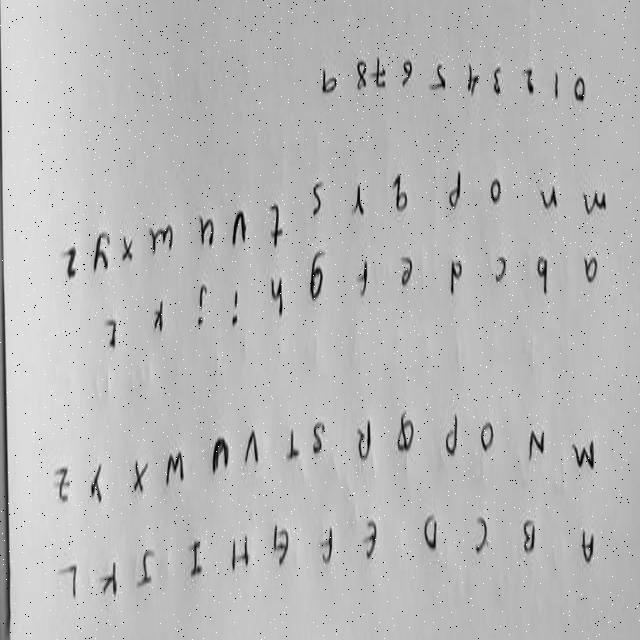 A B C D E F G H I J K L
M N O P Q R S T V U W X Y Z
a b c d e f g h i j k l
m n o p q r s t v u w x y z
0 1 2 3 4 5 6 7 8 9